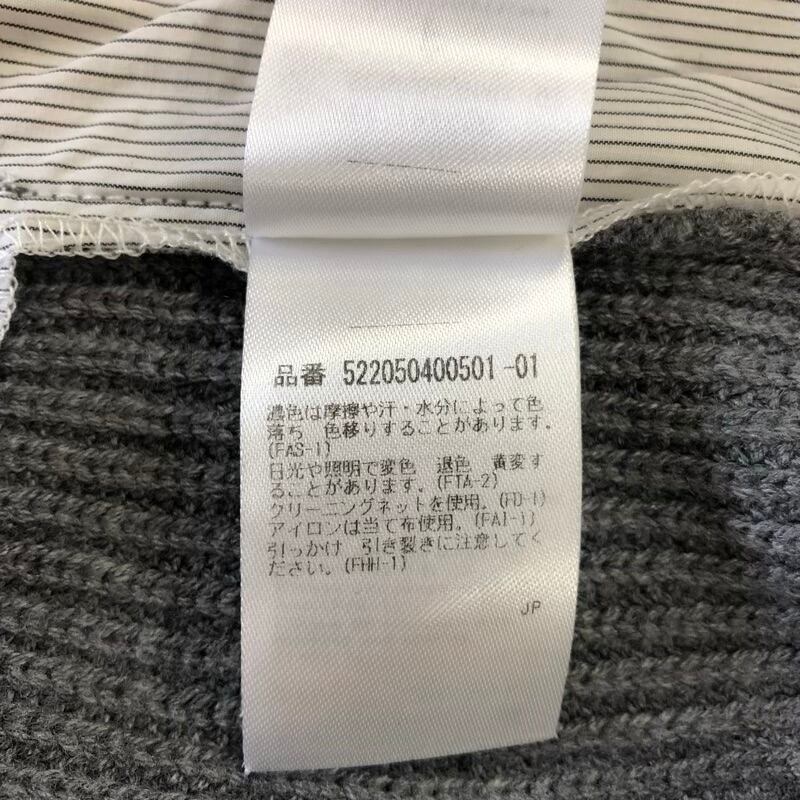 品番 522050400501-01
濃色は摩擦や汗・水分によって色
落ち 色移りすることがあります。
(FAS-1)
日光や照明で変色 退色 黄変す
ることがあります。(FTA-2)
クリーニングネットを使用。(FD-1)
アイロンは当て布使用。(FAI-1)
引っかけ 引き裂きに注意してく
ださい。(FHH-1)
JP